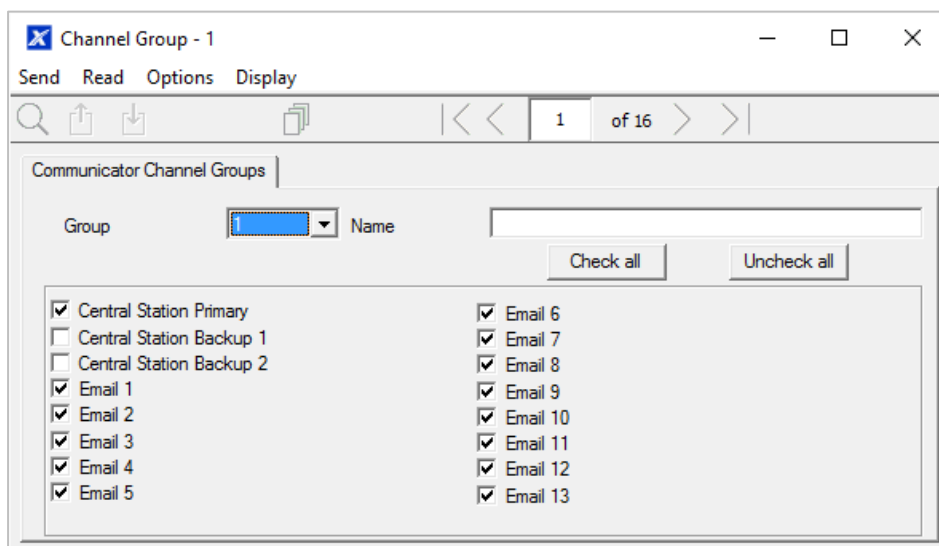 Channel Group - 1
Send Read Options Display
1 of 16
Communicator Channel Groups
Group 1 Name
Check all Uncheck all
Central Station Primary
Central Station Backup 1
Central Station Backup 2
Email 1
Email 2
Email 3
Email 4
Email 5
Email 6
Email 7
Email 8
Email 9
Email 10
Email 11
Email 12
Email 13